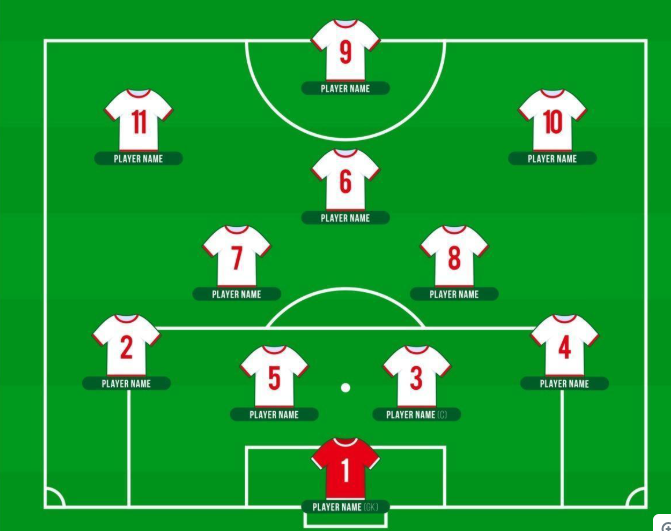 9
PLAYER NAME
11
PLAYER NAME
10
PLAYER NAME
6
PLAYER NAME
7
PLAYER NAME
8
PLAYER NAME
2
PLAYER NAME
4
PLAYER NAME
5
PLAYER NAME
3
PLAYER NAME (C)
1
PLAYER NAME (GK)